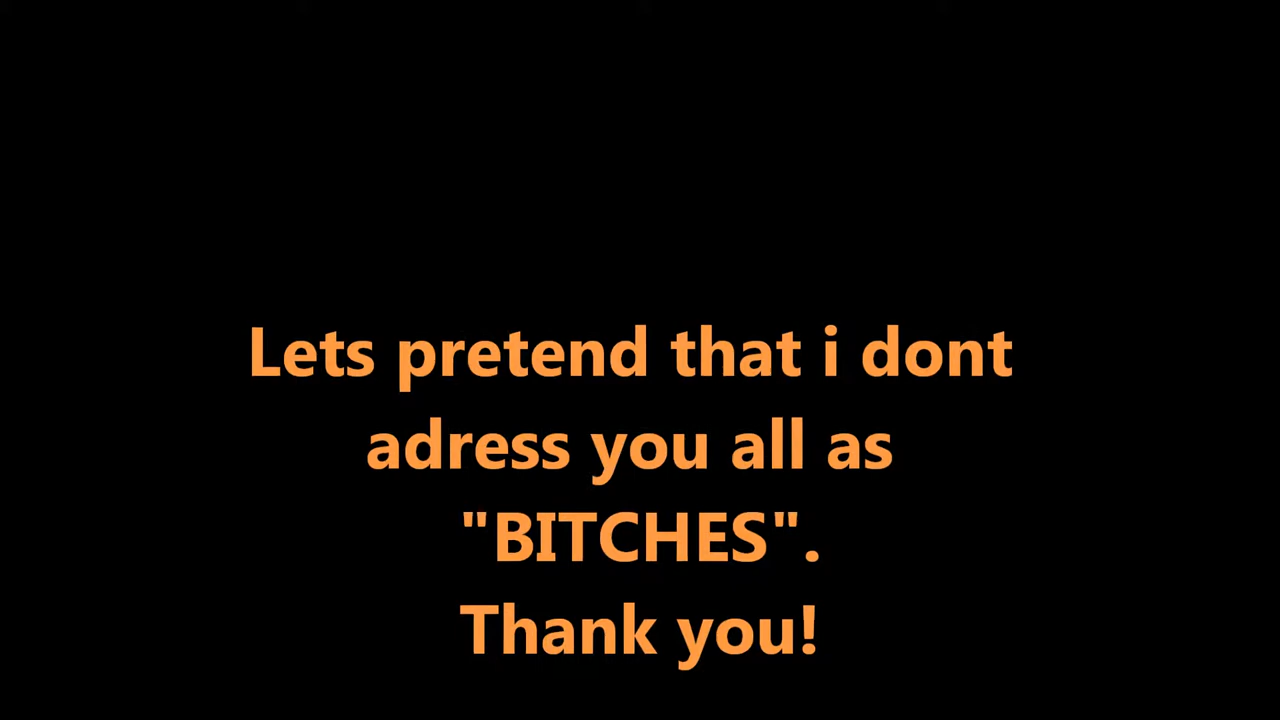 Lets pretend that i dont
adress you all as
"BITCHES".
Thank you!